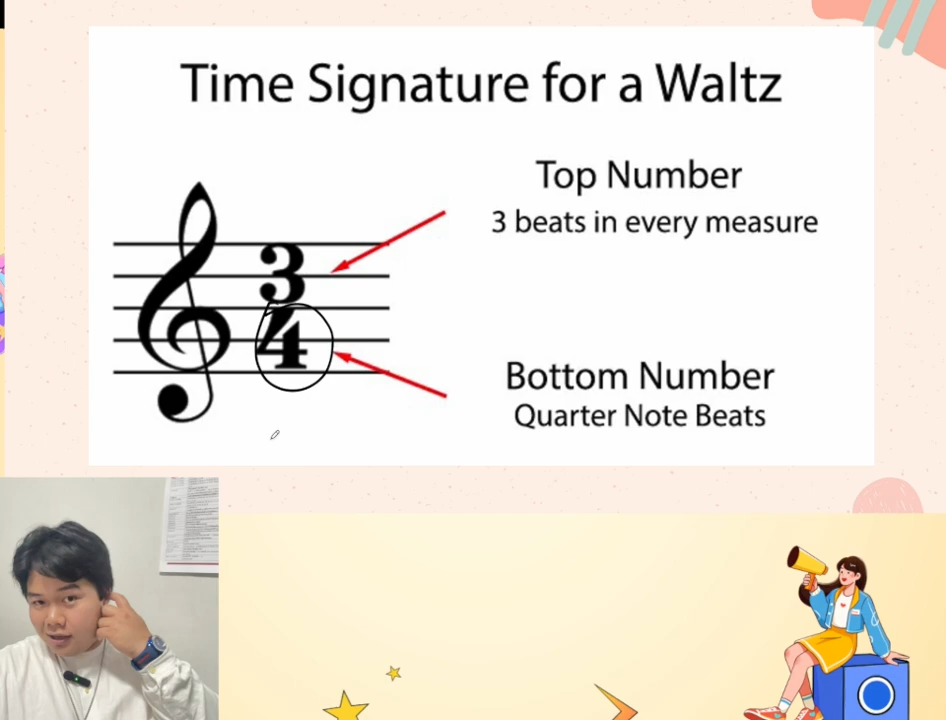 Time Signature for a Waltz
Top Number
3 beats in every measure
3
4
Bottom Number
Quarter Note Beats